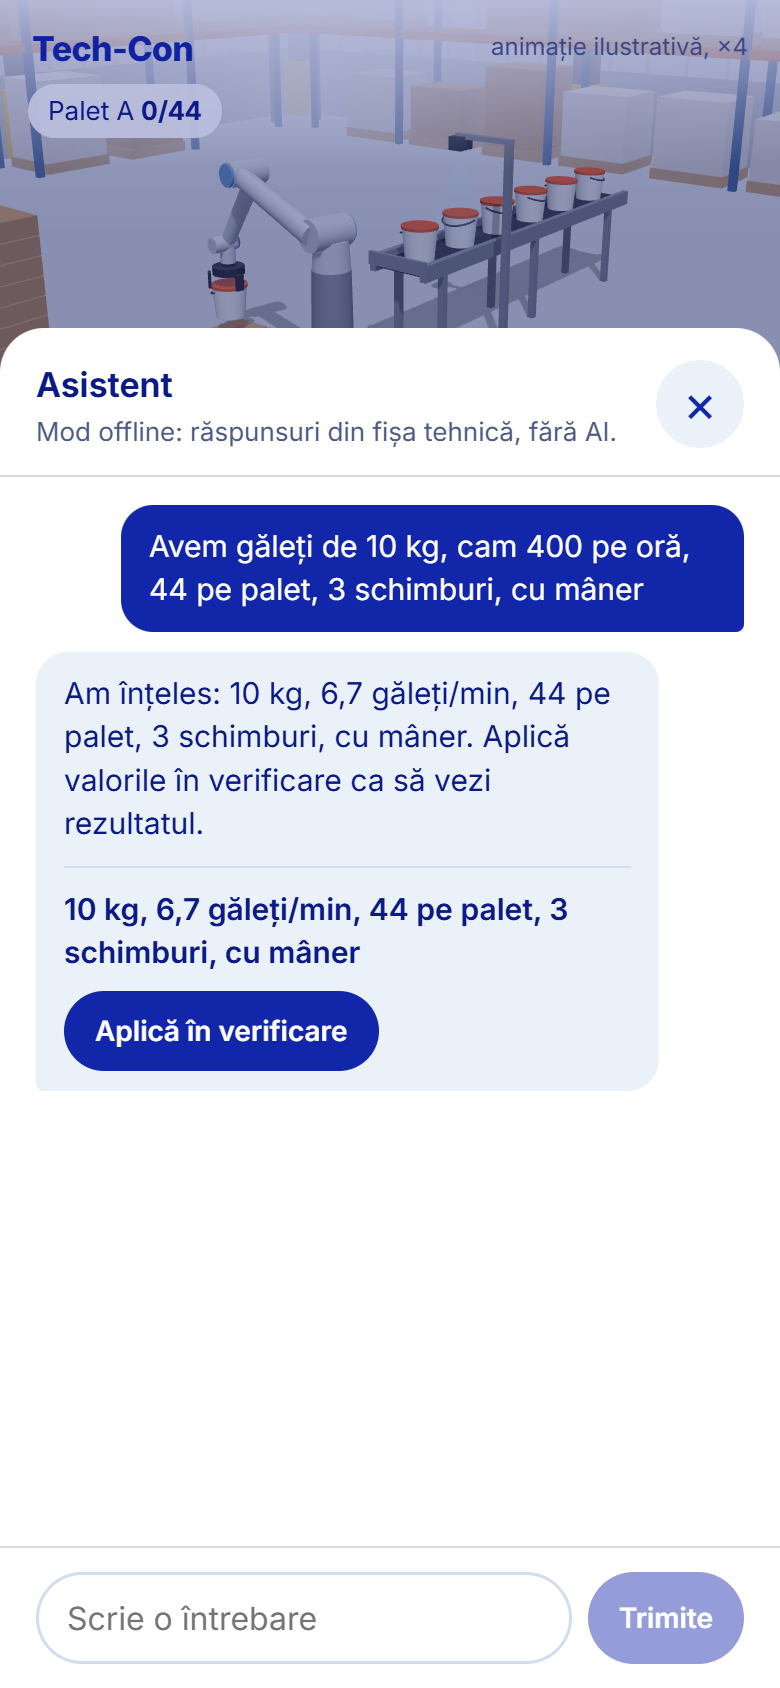 Tech-Con
animație ilustrativă, ×4
Palet A 0/44
Asistent
Mod offline: răspunsuri din fișa tehnică, fără AI.
×
Avem găleți de 10 kg, cam 400 pe oră,
44 pe palet, 3 schimburi, cu mâner
Am înțeles: 10 kg, 6,7 găleți/min, 44 pe
palet, 3 schimburi, cu mâner. Aplică
valorile în verificare ca să vezi
rezultatul.
10 kg, 6,7 găleți/min, 44 pe palet, 3
schimburi, cu mâner
Aplică în verificare
Scrie o întrebare
Trimite